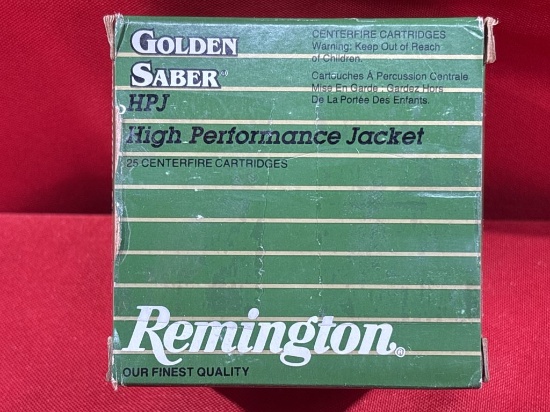 GOLDEN
SABER
HPJ
High Performance Jacket
25 CENTERFIRE CARTRIDGES
CENTERFIRE CARTRIDGES
Warning: Keep Out of Reach
of Children.
Cartouches À Percussion Centrale
Mise En Garde : Gardez Hors
De La Portée Des Enfants.
Remington®
OUR FINEST QUALITY